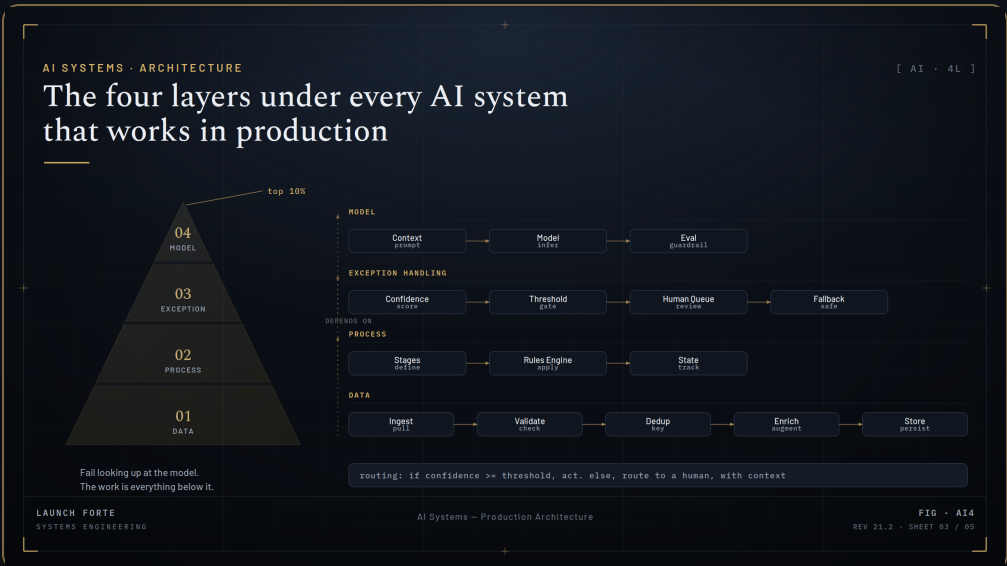 AI SYSTEMS · ARCHITECTURE
[ AI · 4L ]
The four layers under every AI system
that works in production
top 10%
04
MODEL
03
EXCEPTION
02
PROCESS
01
DATA
Fail looking up at the model.
The work is everything below it.
DEPENDS ON
MODEL
Context
prompt
Model
infer
Eval
guardrail
EXCEPTION HANDLING
Confidence
score
Threshold
gate
Human Queue
review
Fallback
safe
PROCESS
Stages
define
Rules Engine
apply
State
track
DATA
Ingest
pull
Validate
check
Dedup
key
Enrich
augment
Store
persist
routing: if confidence >= threshold, act. else, route to a human, with context
LAUNCH FORTE
SYSTEMS ENGINEERING
AI Systems — Production Architecture
FIG · AI4
REV 21.2 · SHEET 03 / 05